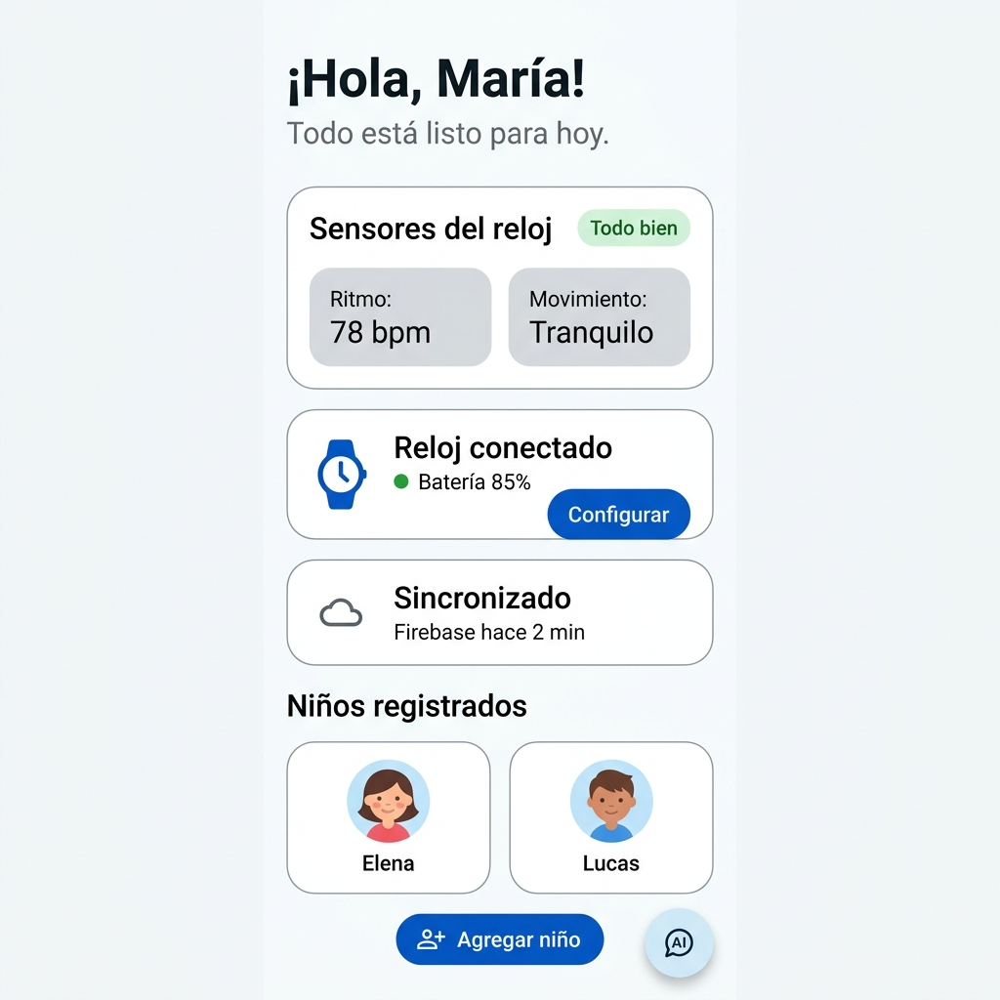 ¡Hola, María!
Todo está listo para hoy.
Sensores del reloj
Todo bien
Ritmo:
78 bpm
Movimiento:
Tranquilo
Reloj conectado
Batería 85%
Configurar
Sincronizado
Firebase hace 2 min
Niños registrados
Elena
Lucas
Agregar niño
AI